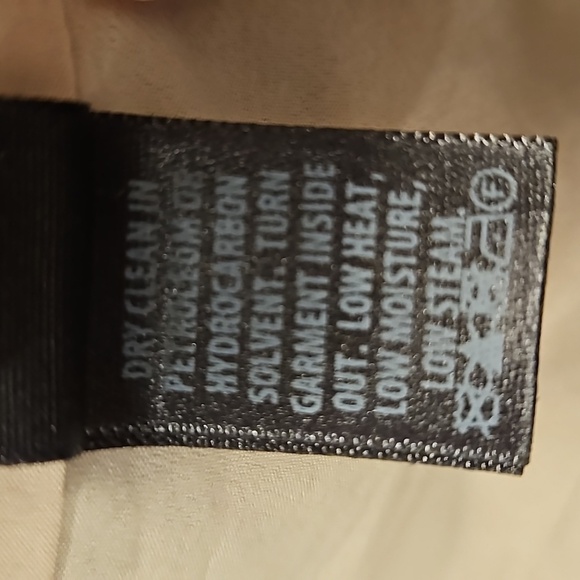 DRY CLEAN IN
PETROLEUM OR
HYDROCARBON
SOLVENT. TURN
GARMENT INSIDE
OUT. LOW HEAT,
LOW MOISTURE,
LOW STEAM.
F